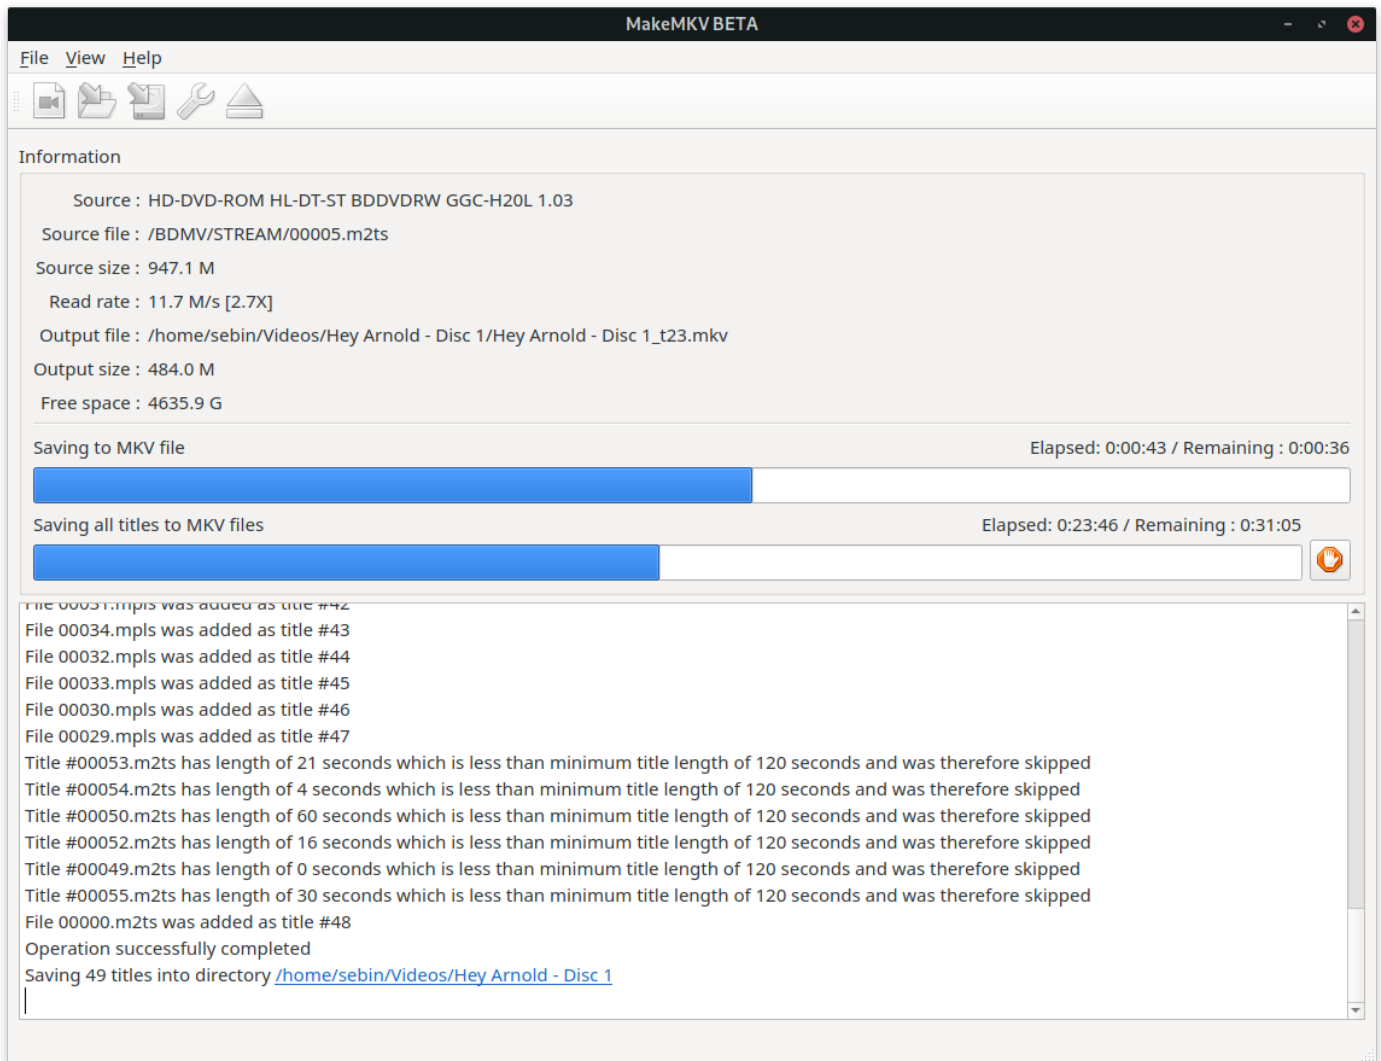 MakeMKV BETA
File View Help
Information
Source : HD-DVD-ROM HL-DT-ST BDDVDRW GGC-H20L 1.03
Source file : /BDMV/STREAM/00005.m2ts
Source size : 947.1 M
Read rate : 11.7 M/s [2.7X]
Output file : /home/sebin/Videos/Hey Arnold - Disc 1/Hey Arnold - Disc 1_t23.mkv
Output size : 484.0 M
Free space : 4635.9 G
Saving to MKV file Elapsed: 0:00:43 / Remaining : 0:00:36
Saving all titles to MKV files Elapsed: 0:23:46 / Remaining : 0:31:05
File 00031.mpls was added as title #42
File 00034.mpls was added as title #43
File 00032.mpls was added as title #44
File 00033.mpls was added as title #45
File 00030.mpls was added as title #46
File 00029.mpls was added as title #47
Title #00053.m2ts has length of 21 seconds which is less than minimum title length of 120 seconds and was therefore skipped
Title #00054.m2ts has length of 4 seconds which is less than minimum title length of 120 seconds and was therefore skipped
Title #00050.m2ts has length of 60 seconds which is less than minimum title length of 120 seconds and was therefore skipped
Title #00052.m2ts has length of 16 seconds which is less than minimum title length of 120 seconds and was therefore skipped
Title #00049.m2ts has length of 0 seconds which is less than minimum title length of 120 seconds and was therefore skipped
Title #00055.m2ts has length of 30 seconds which is less than minimum title length of 120 seconds and was therefore skipped
File 00000.m2ts was added as title #48
Operation successfully completed
Saving 49 titles into directory /home/sebin/Videos/Hey Arnold - Disc 1